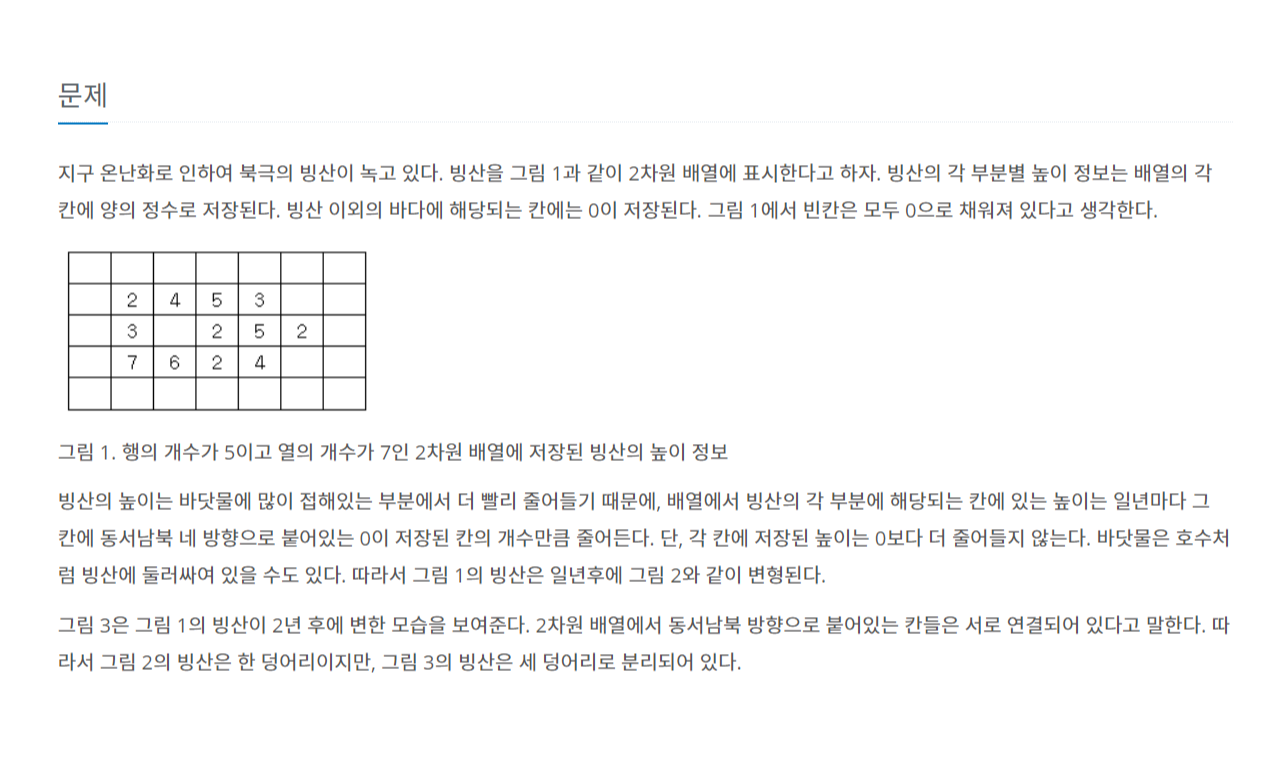 문제
지구 온난화로 인하여 북극의 빙산이 녹고 있다. 빙산을 그림 1과 같이 2차원 배열에 표시한다고 하자. 빙산의 각 부분별 높이 정보는 배열의 각
칸에 양의 정수로 저장된다. 빙산 이외의 바다에 해당되는 칸에는 0이 저장된다. 그림 1에서 빈칸은 모두 0으로 채워져 있다고 생각한다.
2 4 5 3
3 2 5 2
7 6 2 4
그림 1. 행의 개수가 5이고 열의 개수가 7인 2차원 배열에 저장된 빙산의 높이 정보
빙산의 높이는 바닷물에 많이 접해있는 부분에서 더 빨리 줄어들기 때문에, 배열에서 빙산의 각 부분에 해당되는 칸에 있는 높이는 일년마다 그
칸에 동서남북 네 방향으로 붙어있는 0이 저장된 칸의 개수만큼 줄어든다. 단, 각 칸에 저장된 높이는 0보다 더 줄어들지 않는다. 바닷물은 호수처
럼 빙산에 둘러싸여 있을 수도 있다. 따라서 그림 1의 빙산은 일년후에 그림 2와 같이 변형된다.
그림 3은 그림 1의 빙산이 2년 후에 변한 모습을 보여준다. 2차원 배열에서 동서남북 방향으로 붙어있는 칸들은 서로 연결되어 있다고 말한다. 따
라서 그림 2의 빙산은 한 덩어리이지만, 그림 3의 빙산은 세 덩어리로 분리되어 있다.